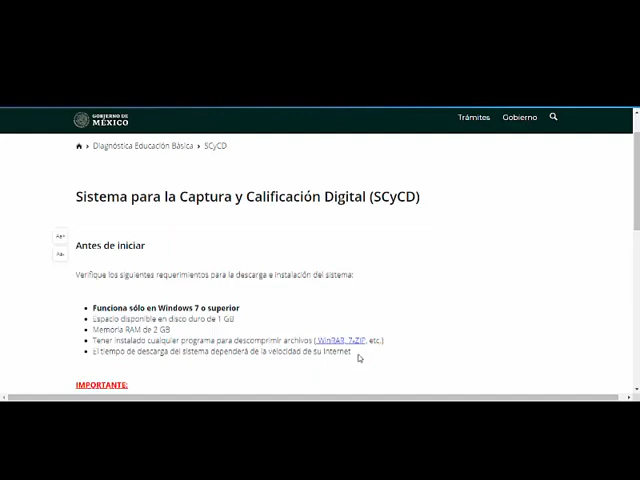 GOBIERNO DE
MÉXICO
Trámites Gobierno
Diagnóstica Educación Básica › SCyCD
Sistema para la Captura y Calificación Digital (SCyCD)
Aa+
Antes de iniciar
Aa-
Verifique los siguientes requerimientos para la descarga e instalación del sistema:
• Funciona sólo en Windows 7 o superior
• Espacio disponible en disco duro de 1 GB
• Memoria RAM de 2 GB
• Tener instalado cualquier programa para descomprimir archivos ( WinRAR, 7-ZIP, etc.)
• El tiempo de descarga del sistema dependerá de la velocidad de su Internet
IMPORTANTE: